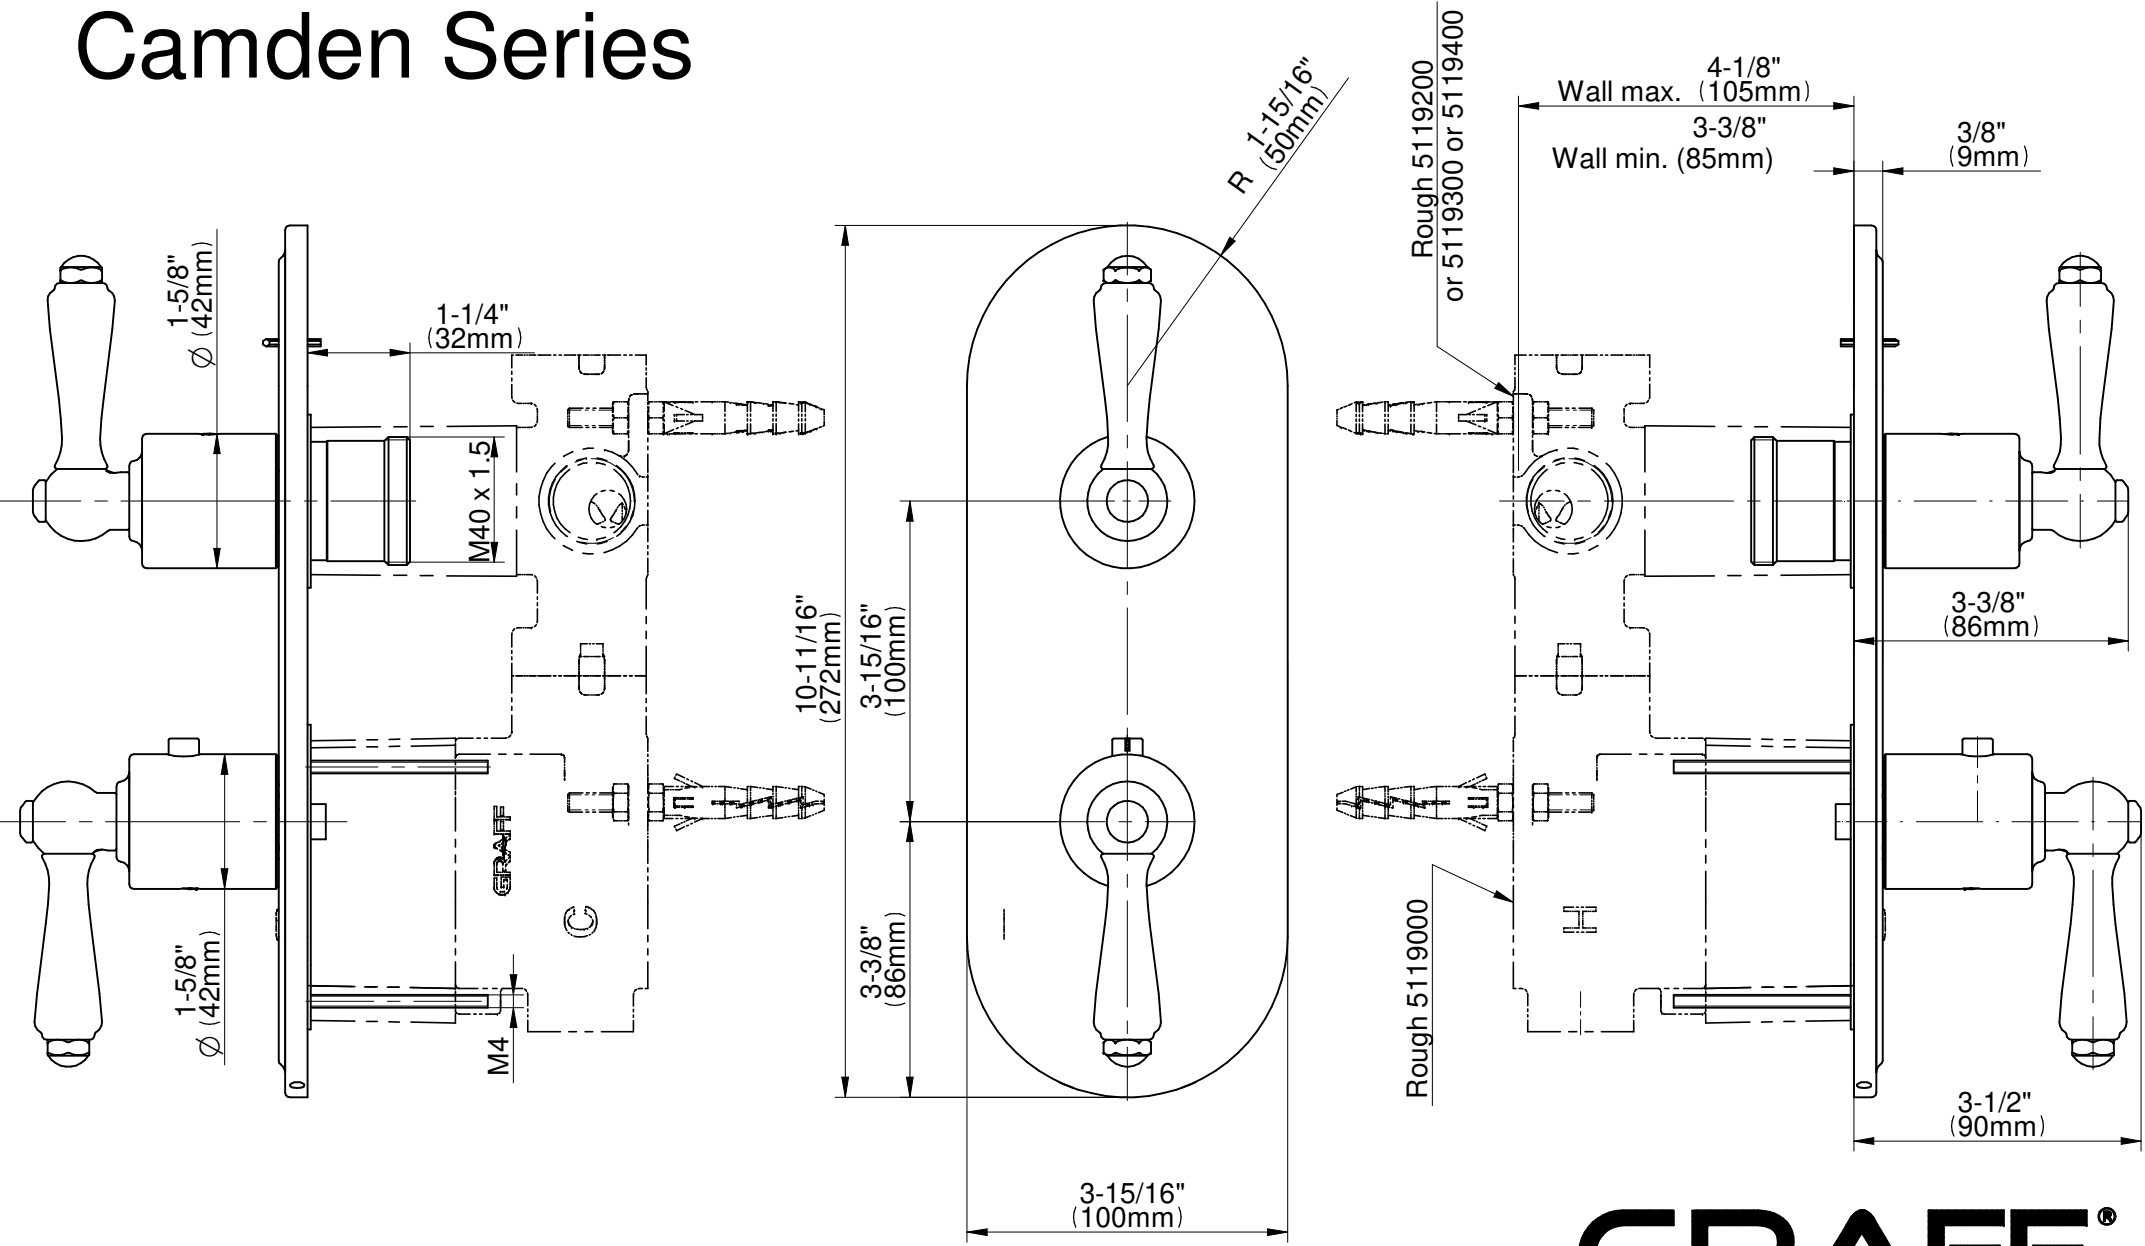 Camden Series
1-5/8"
Ø (42mm)
1-1/4"
(32mm)
M40 x 1.5
GRAFF
C
1-5/8"
Ø (42mm)
M4
R 1-15/16"
(50mm)
10-11/16"
(272mm)
3-15/16"
(100mm)
3-3/8"
(86mm)
3-15/16"
(100mm)
Rough 5119200
or 5119300 or 5119400
4-1/8"
Wall max. (105mm)
3-3/8"
Wall min. (85mm)
3/8"
(9mm)
3-3/8"
(86mm)
H
Rough 5119000
3-1/2"
(90mm)
GRAFF®